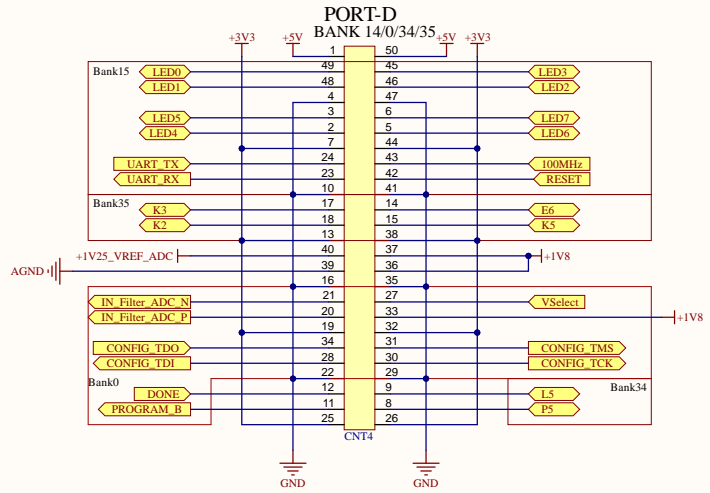 PORT-D
BANK 14/0/34/35
+3V3 +5V +5V +3V3
1 50
Bank15 LED0 49 45 LED3
LED1 48 46 LED2
4 47
LED5 3 6 LED7
LED4 2 5 LED6
7 44
UART_TX 24 43 100MHz
UART_RX 23 42 RESET
10 41
Bank35 K3 17 14 E6
K2 18 15 K5
13 38
+1V25_VREF_ADC 40 37 +1V8
AGND 39 36
16 35
IN_Filter_ADC_N 21 27 VSelect
IN_Filter_ADC_P 20 33 +1V8
19 32
CONFIG_TDO 34 31 CONFIG_TMS
CONFIG_TDI 28 30 CONFIG_TCK
Bank0 22 29 Bank34
DONE 12 9 L5
PROGRAM_B 11 8 P5
25 26
CNT4
GND GND